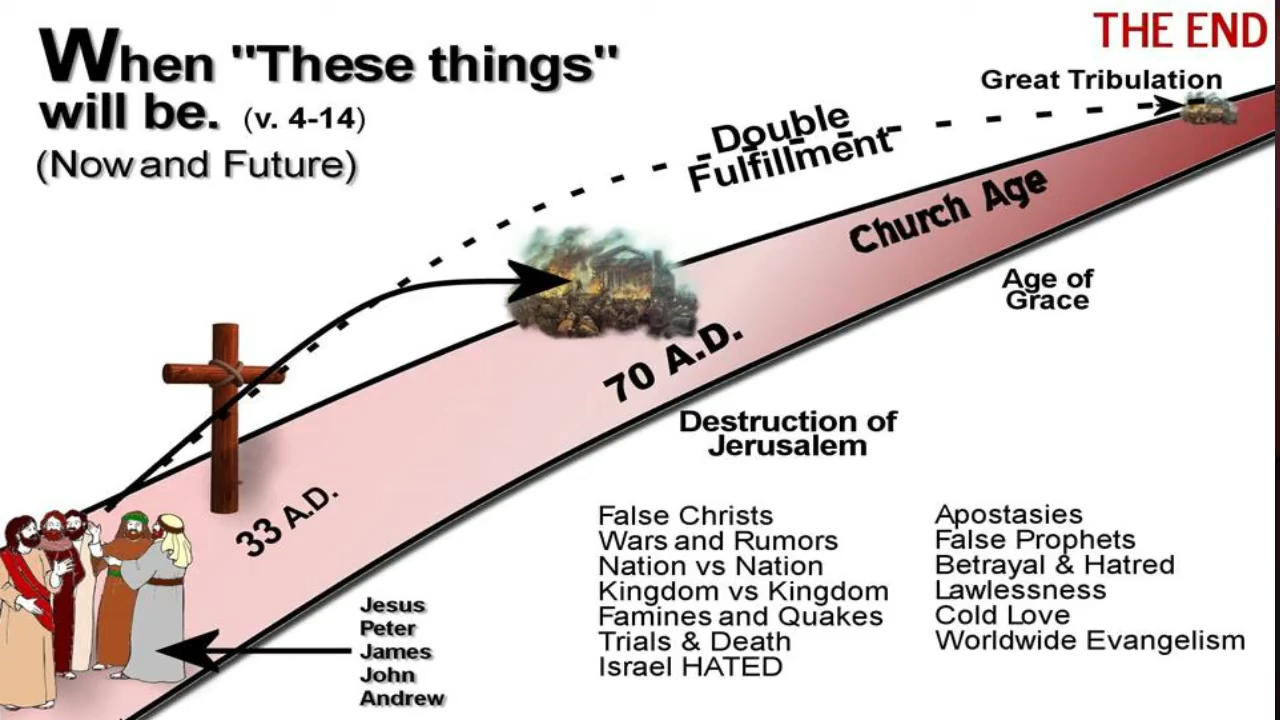 When "These things"
will be. (v. 4-14)
(Now and Future)
THE END
Great Tribulation
Double
Fulfillment
Church Age
Age of
Grace
70 A.D.
Destruction of
Jerusalem
33 A.D.
Jesus
Peter
James
John
Andrew
False Christs
Wars and Rumors
Nation vs Nation
Kingdom vs Kingdom
Famines and Quakes
Trials & Death
Israel HATED
Apostasies
False Prophets
Betrayal & Hatred
Lawlessness
Cold Love
Worldwide Evangelism